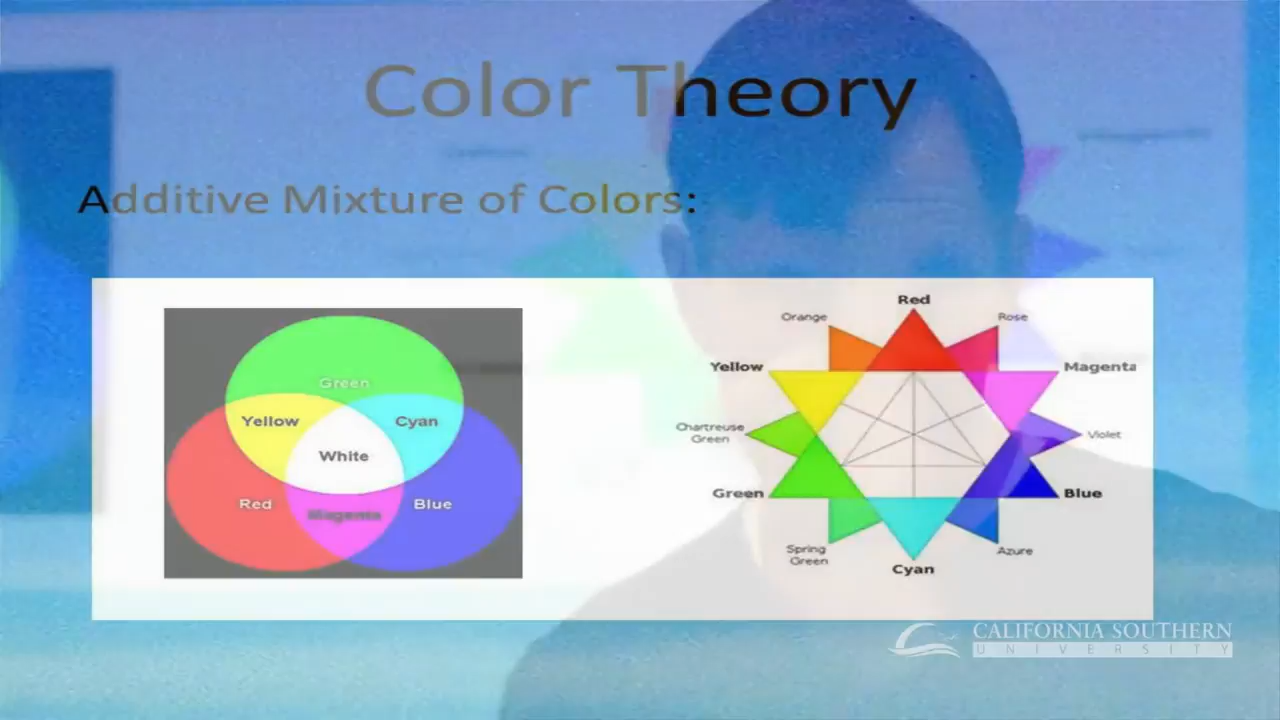 Color Theory
Additive Mixture of Colors:
Green
Yellow
Cyan
White
Red
Blue
Magenta
Red
Orange
Rose
Yellow
Magenta
Chartreuse
Green
Violet
Green
Blue
Spring
Green
Azure
Cyan
CALIFORNIA SOUTHERN
UNIVERSITY